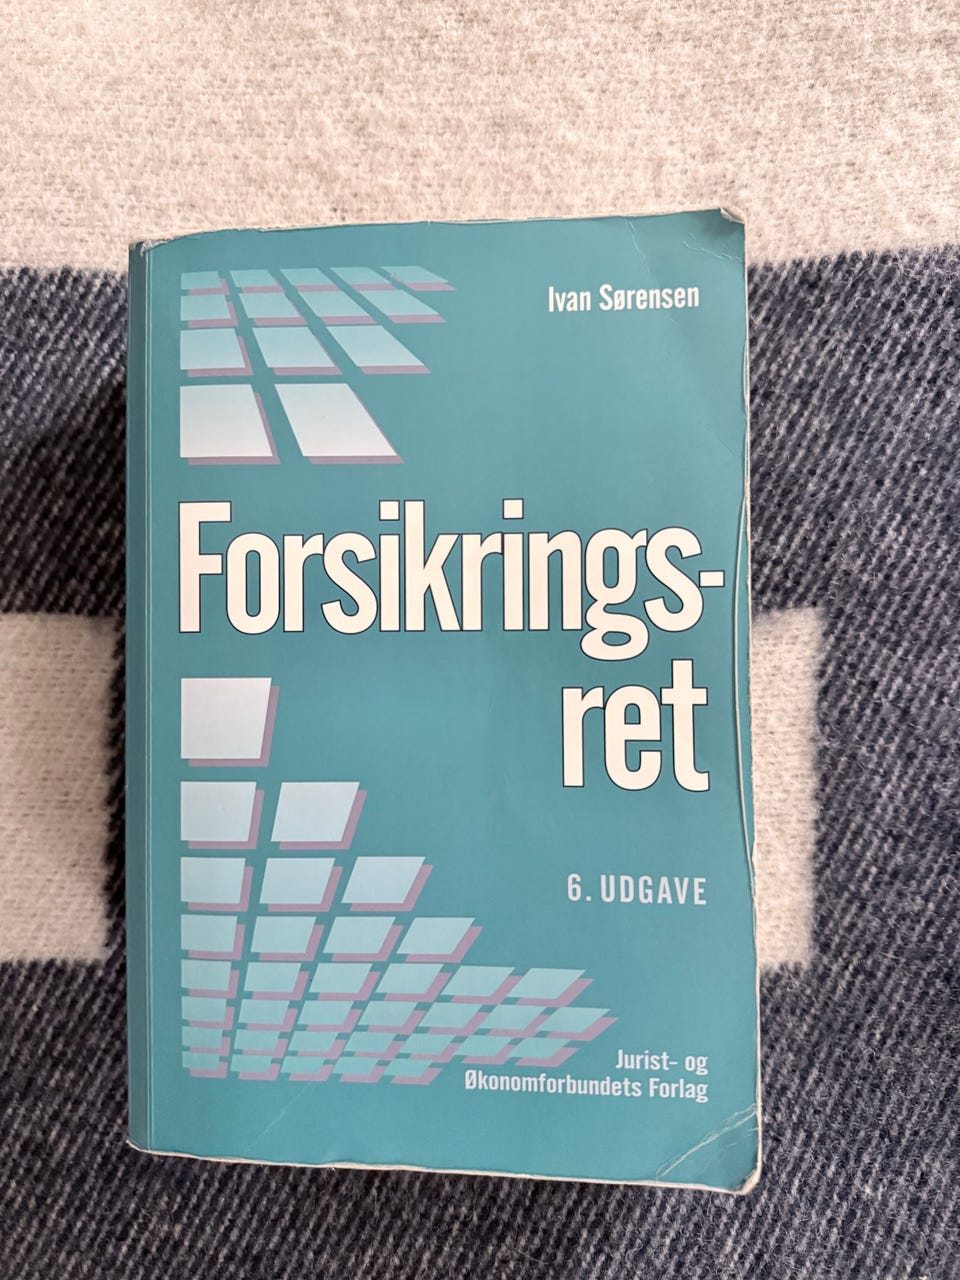 Ivan Sørensen
Forsikrings-
ret
6. UDGAVE
Jurist- og
Økonomforbundets Forlag